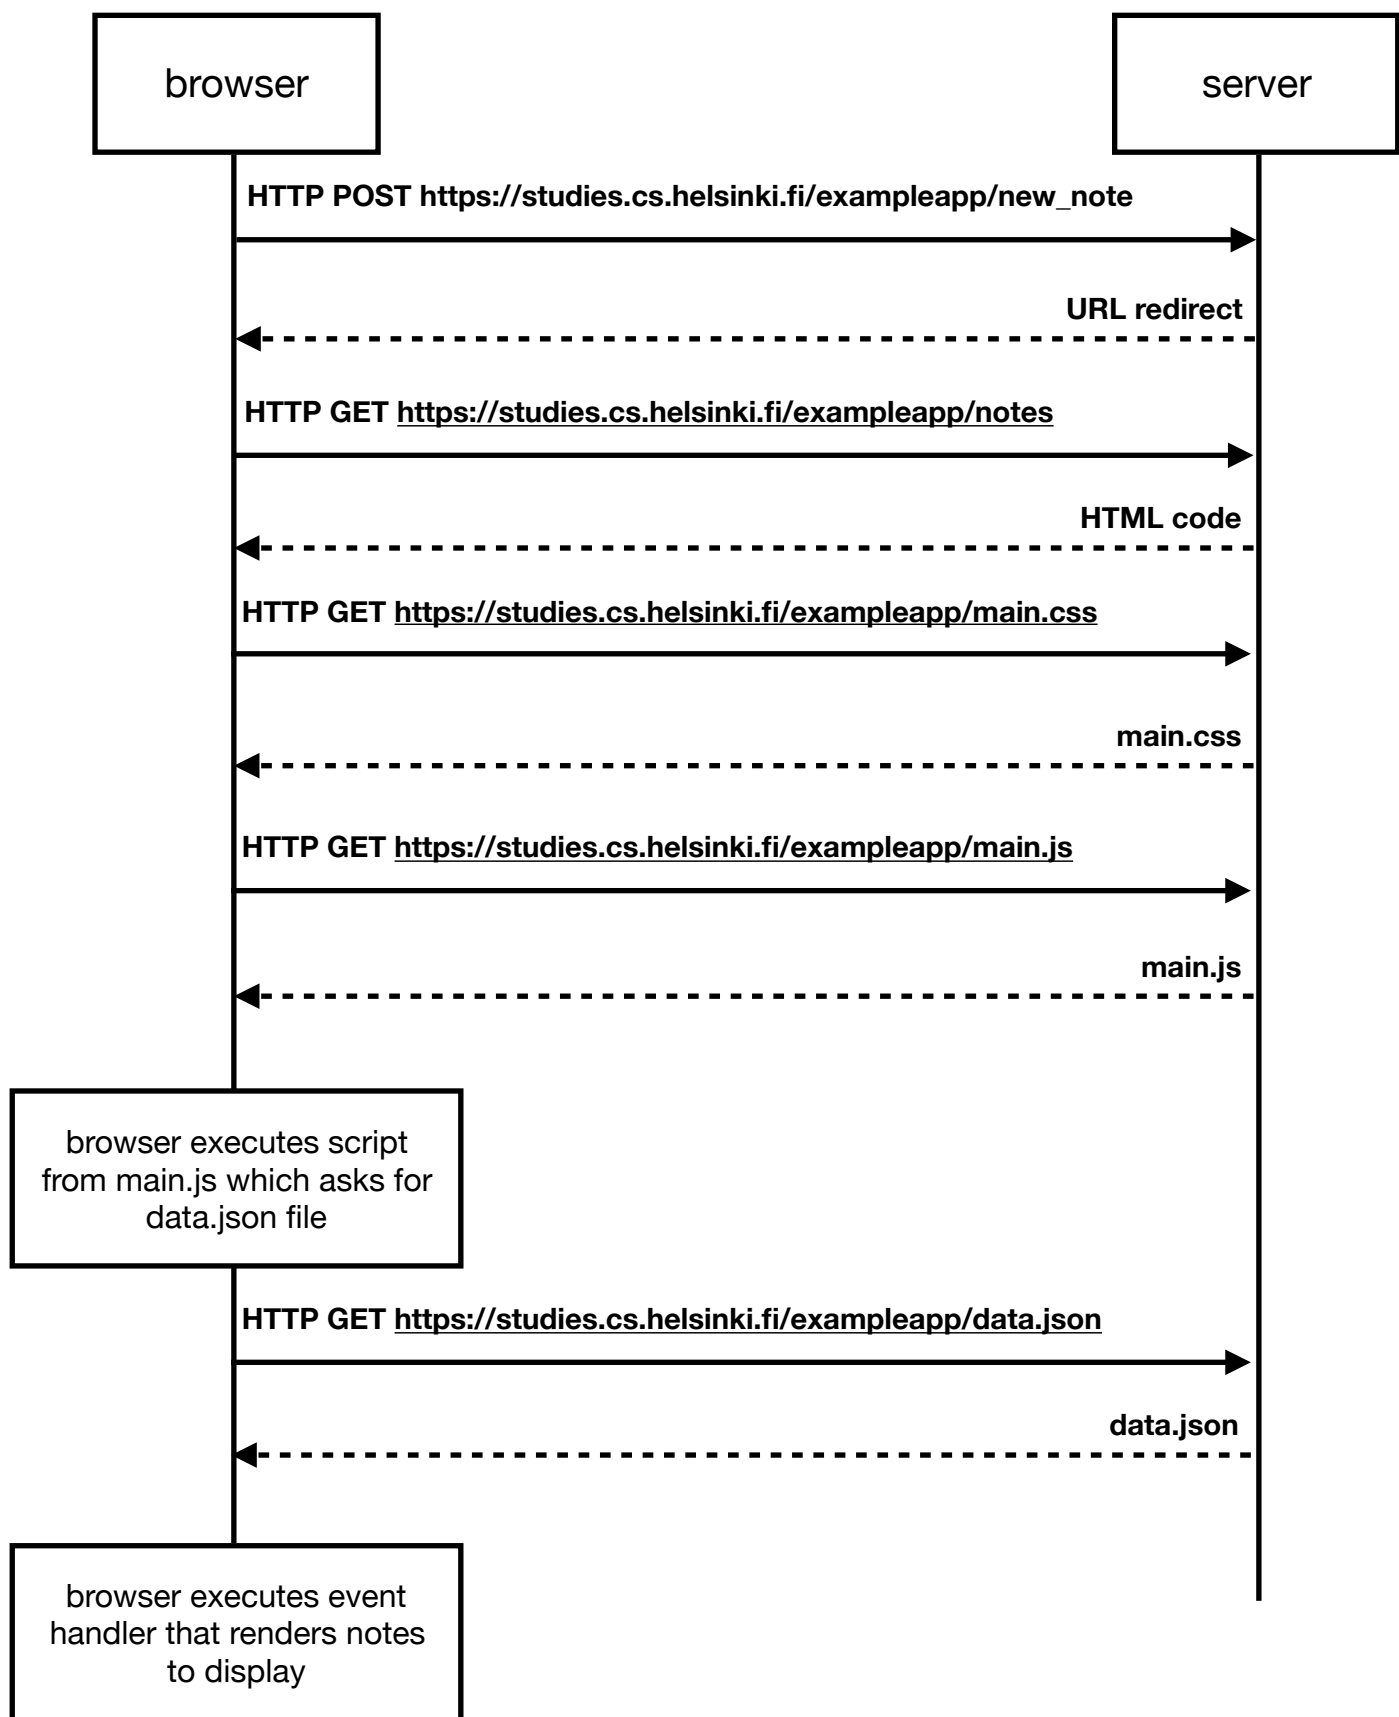 browser
server
HTTP POST https://studies.cs.helsinki.fi/exampleapp/new_note
URL redirect
HTTP GET https://studies.cs.helsinki.fi/exampleapp/notes
HTML code
HTTP GET https://studies.cs.helsinki.fi/exampleapp/main.css
main.css
HTTP GET https://studies.cs.helsinki.fi/exampleapp/main.js
main.js
browser executes script
from main.js which asks for
data.json file
HTTP GET https://studies.cs.helsinki.fi/exampleapp/data.json
data.json
browser executes event
handler that renders notes
to display